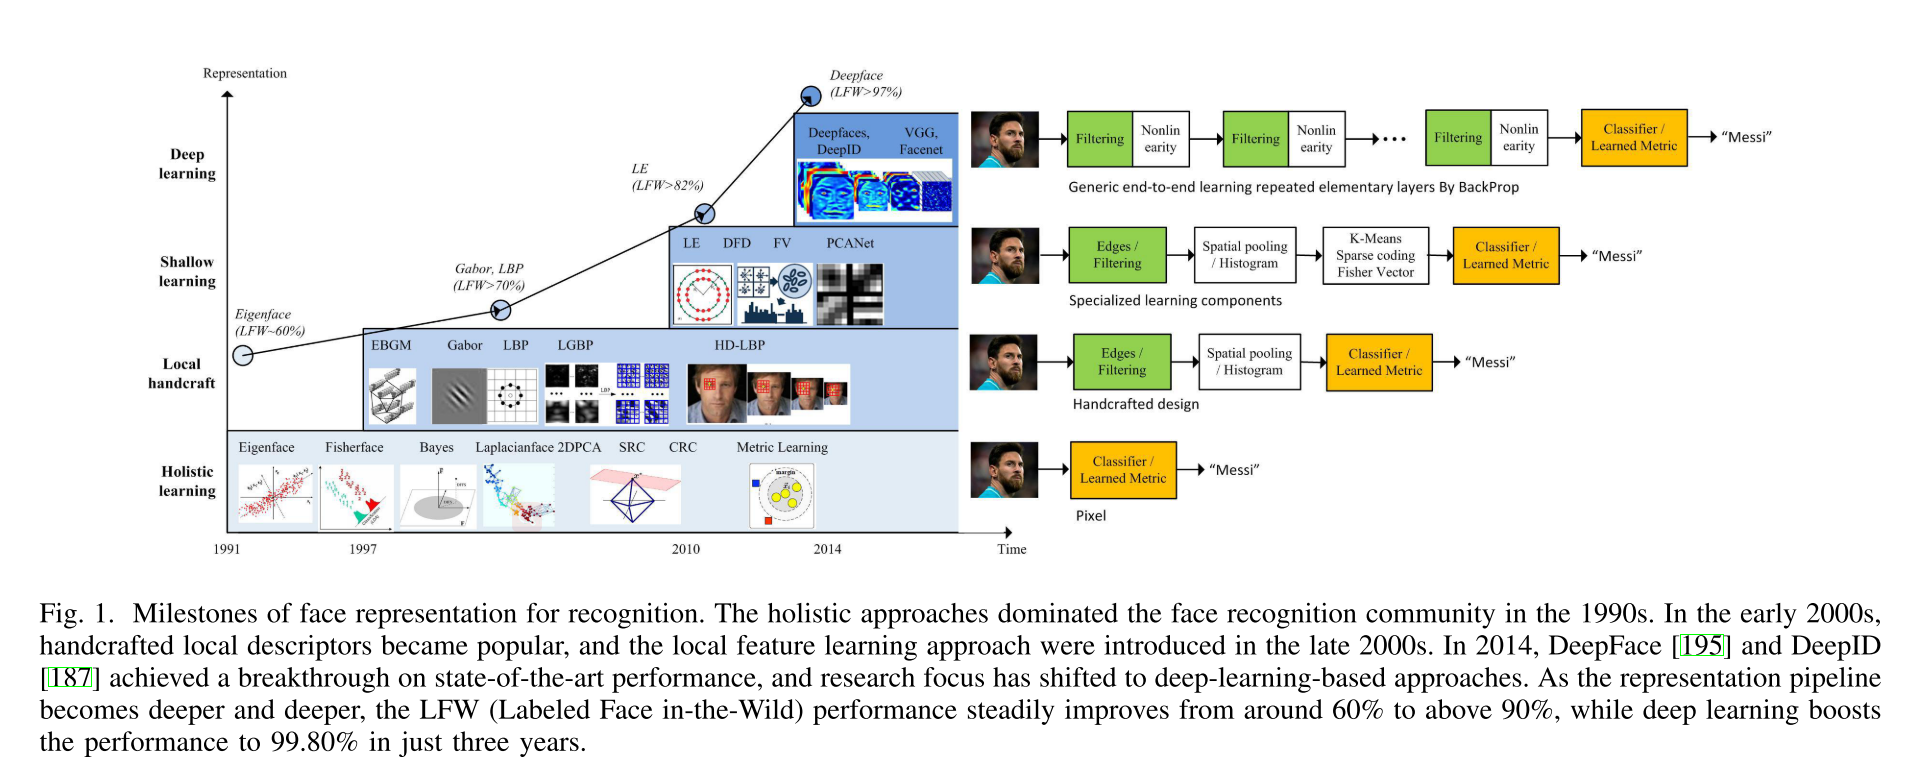 Representation
Deep
learning
Shallow
learning
Local
handcraft
Holistic
learning
Eigenface
(LFW~60%)
Gabor, LBP
(LFW>70%)
LE
(LFW>82%)
Deepface
(LFW>97%)
Deepfaces,
DeepID
VGG,
Facenet
LE DFD FV PCANet
EBGM Gabor LBP LGBP HD-LBP
LBP
Eigenface Fisherface Bayes Laplacianface 2DPCA SRC CRC Metric Learning
margin
1991 1997 2010 2014 Time
Filtering
Nonlin
earity
Filtering
Nonlin
earity
•••
Filtering
Nonlin
earity
Classifier /
Learned Metric
“Messi”
Generic end-to-end learning repeated elementary layers By BackProp
Edges /
Filtering
Spatial pooling
/ Histogram
K-Means
Sparse coding
Fisher Vector
Classifier /
Learned Metric
“Messi”
Specialized learning components
Edges /
Filtering
Spatial pooling
/ Histogram
Classifier /
Learned Metric
“Messi”
Handcrafted design
Classifier /
Learned Metric
“Messi”
Pixel
Fig. 1. Milestones of face representation for recognition. The holistic approaches dominated the face recognition community in the 1990s. In the early 2000s,
handcrafted local descriptors became popular, and the local feature learning approach were introduced in the late 2000s. In 2014, DeepFace [195] and DeepID
[187] achieved a breakthrough on state-of-the-art performance, and research focus has shifted to deep-learning-based approaches. As the representation pipeline
becomes deeper and deeper, the LFW (Labeled Face in-the-Wild) performance steadily improves from around 60% to above 90%, while deep learning boosts
the performance to 99.80% in just three years.